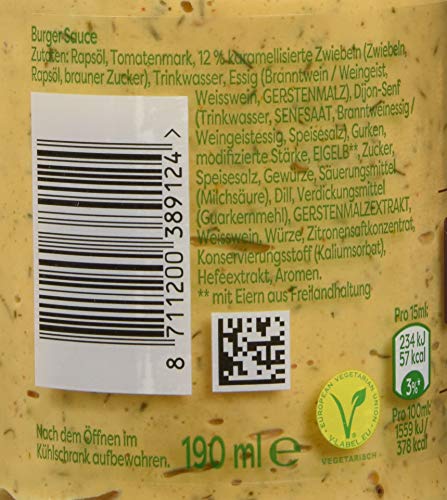 Burger Sauce
Zutaten: Rapsöl, Tomatenmark, 12 % karamellisierte Zwiebeln (Zwiebeln,
Rapsöl, brauner Zucker), Trinkwasser, Essig (Branntwein / Weingeist,
Weisswein, GERSTENMALZ), Dijon-Senf
(Trinkwasser, SENFSAAT, Branntweinessig /
Weingeistessig, Speisesalz), Gurken,
modifizierte Stärke, EIGELB**, Zucker,
Speisesalz, Gewürze, Säuerungsmittel
(Milchsäure), Dill, Verdickungsmittel
(Guarkernmehl), GERSTENMALZEXTRAKT,
Weisswein, Würze, Zitronensaftkonzentrat,
Konservierungsstoff (Kaliumsorbat),
Hefeextrakt, Aromen.
** mit Eiern aus Freilandhaltung
8 711200 389124 >
Pro 15ml:
234 kJ
57 kcal
3%*
Pro 100ml:
1559 kJ /
378 kcal
EUROPEAN VEGETARIAN UNION
V-LABEL.EU
VEGETARISCH
Nach dem Öffnen im
Kühlschrank aufbewahren.
190 ml e